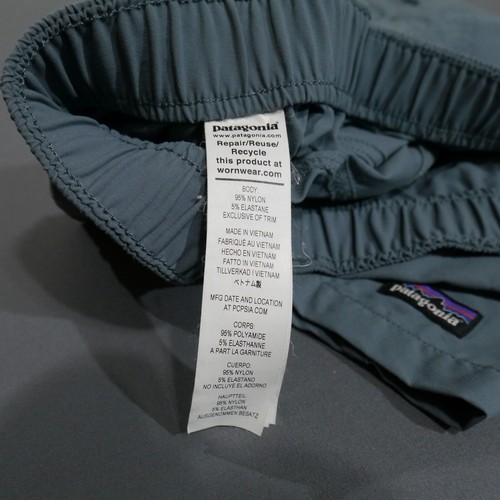 patagonia
www.patagonia.com
Repair/Reuse/
Recycle
this product at
wornwear.com
BODY:
95% NYLON
5% ELASTANE
EXCLUSIVE OF TRIM
MADE IN VIETNAM
FABRIQUÉ AU VIETNAM
HECHO EN VIETNAM
FATTO IN VIETNAM
TILLVERKAD I VIETNAM
ベトナム製
MFG DATE AND LOCATION
AT PCPSIA.COM
CORPS:
95% POLYAMIDE
5% ELASTHANNE
A PART LA GARNITURE
CUERPO:
95% NYLON
5% ELASTANO
NO INCLUYE EL ADORNO
HAUPTTEIL:
95% NYLON
5% ELASTHAN
AUSGENOMMEN BESATZ
patagonia